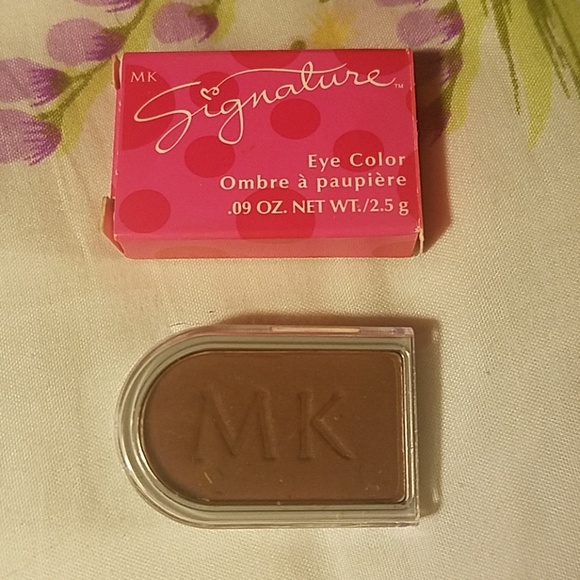 MK
Signature™
Eye Color
Ombre à paupière
.09 OZ. NET WT./2.5 g
MK